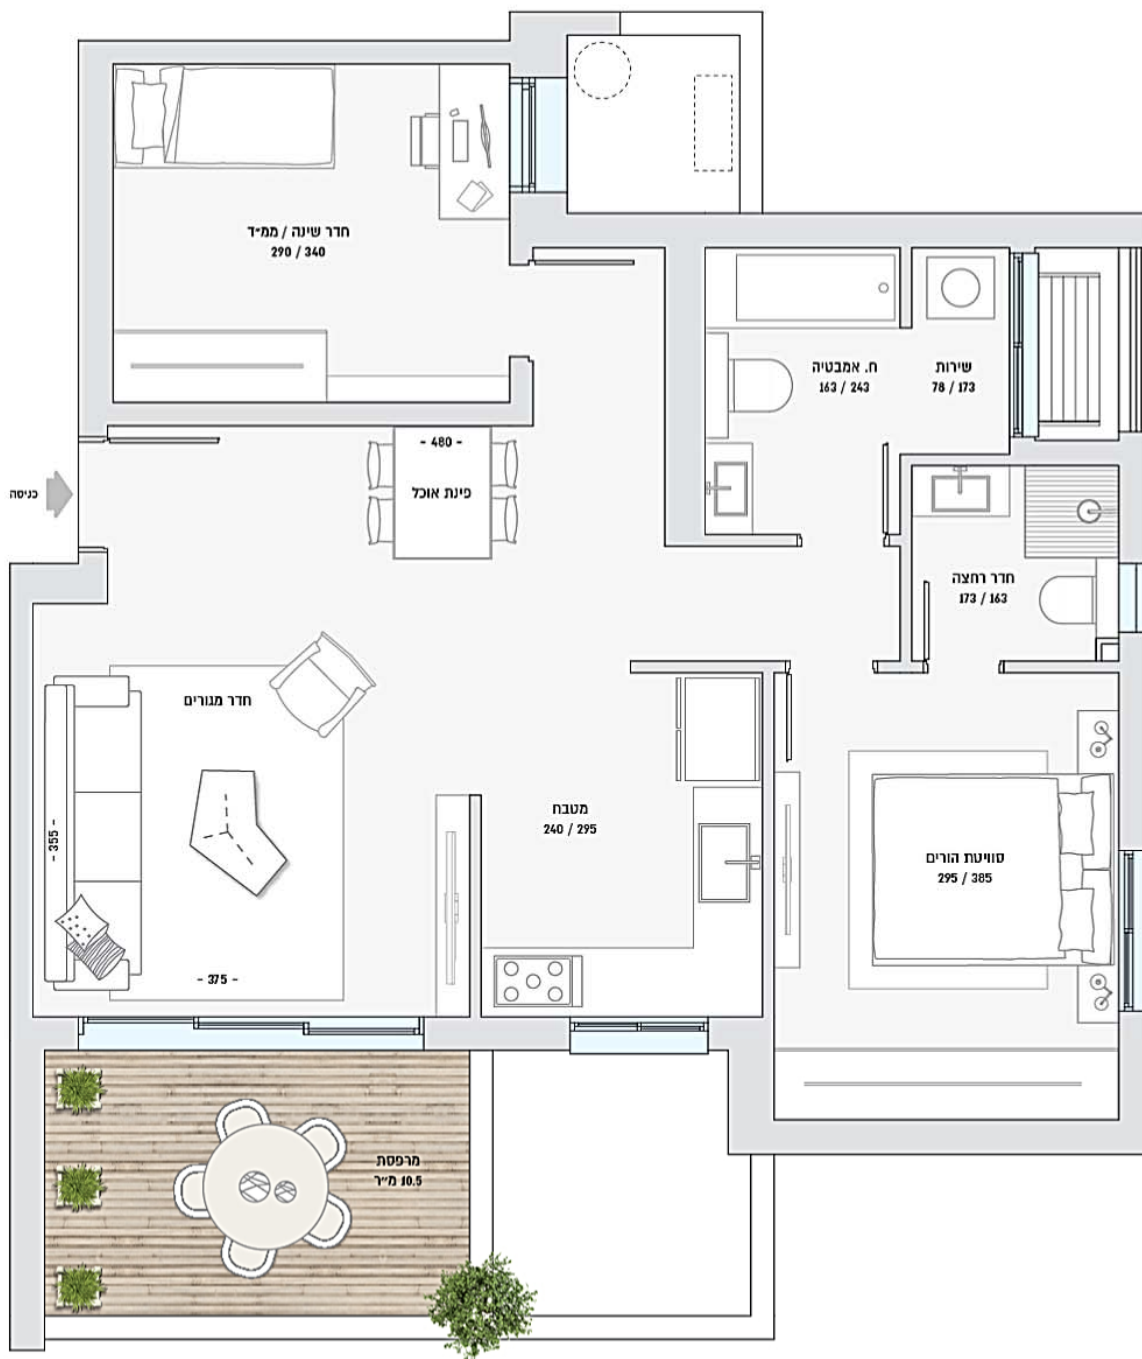 חדר שינה / ממ״ד
290 / 340
ח. אמבטיה
163 / 243
שירות
78 / 173
כניסה
- 480 -
פינת אוכל
חדר רחצה
173 / 163
חדר מגורים
- 355 -
- 375 -
מטבח
240 / 295
סוויטת הורים
295 / 385
מרפסת
10.5 מ״ר